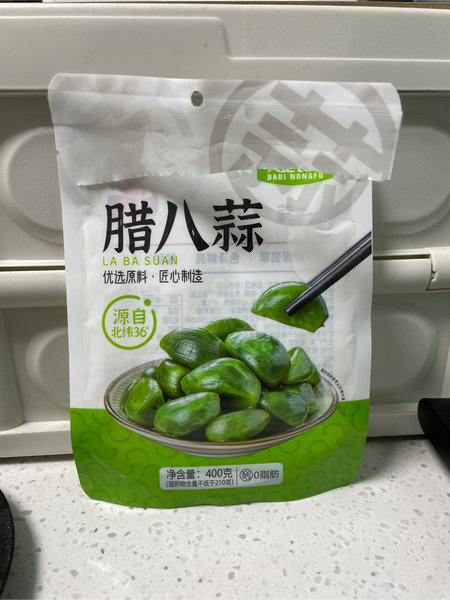 BADI NONGFU
腊八蒜
LA BA SUAN
优选原料·匠心制造
源自
北纬36°
净含量：400克
(固形物含量不低于210克)
0脂肪